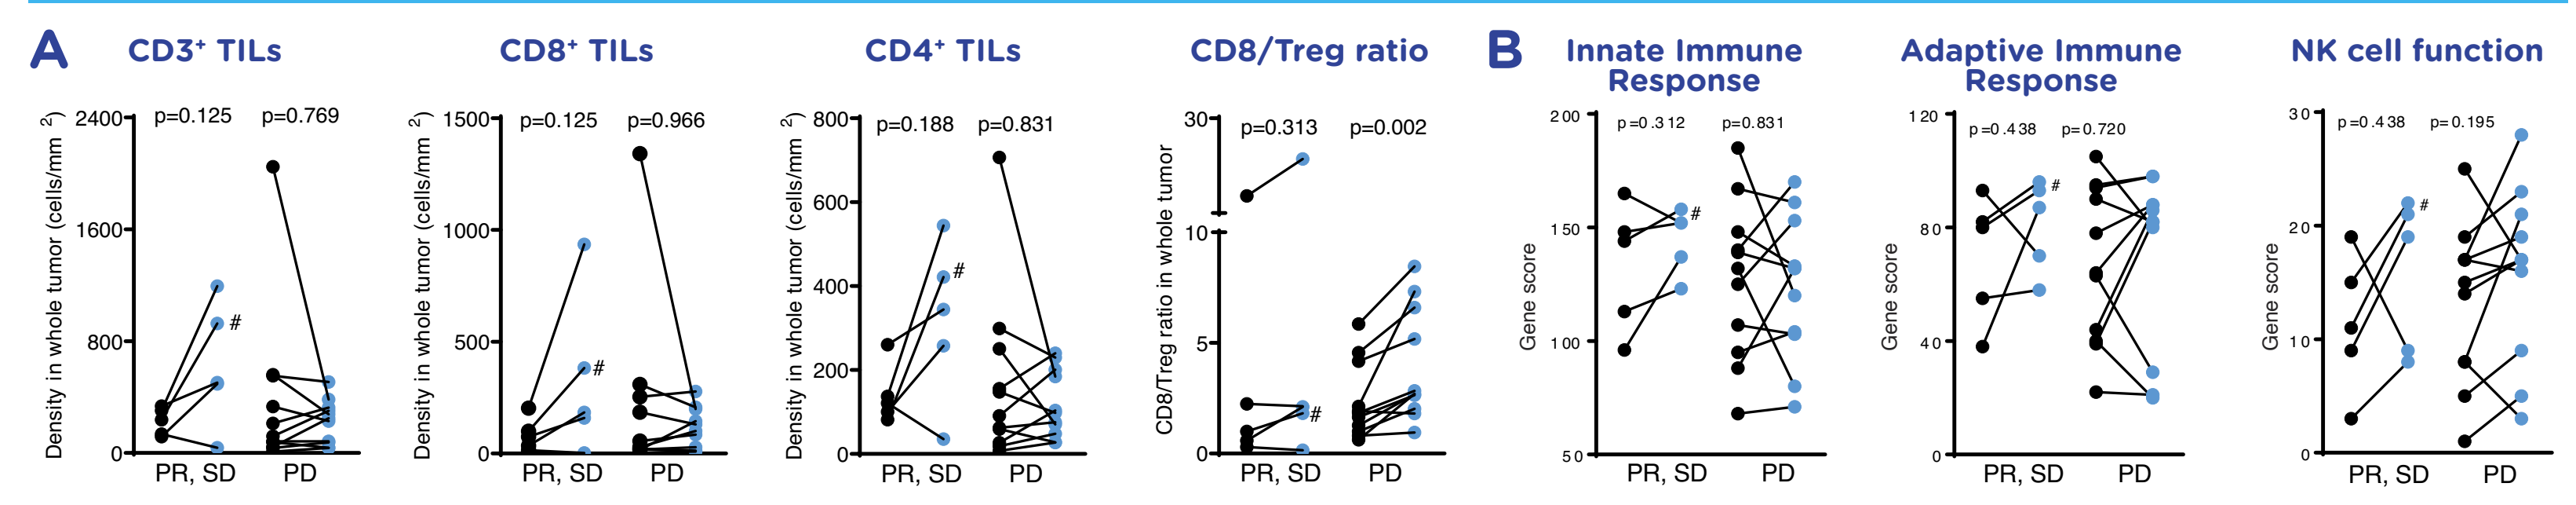 A
CD3⁺ TILs
Density in whole tumor (cells/mm ²)
2400
1600
800
0
p=0.125
p=0.769
#
PR, SD
PD
CD8⁺ TILs
Density in whole tumor (cells/mm ²)
1500
1000
500
0
p=0.125
p=0.966
#
PR, SD
PD
CD4⁺ TILs
Density in whole tumor (cells/mm ²)
800
600
400
200
0
p=0.188
p=0.831
#
PR, SD
PD
CD8/Treg ratio
CD8/Treg ratio in whole tumor
30
10
5
0
p=0.313
p=0.002
#
PR, SD
PD
B
Innate Immune
Response
Gene score
200
150
100
50
p=0.312
p=0.831
#
PR, SD
PD
Adaptive Immune
Response
Gene score
120
80
40
0
p=0.438
p=0.720
#
PR, SD
PD
NK cell function
Gene score
30
20
10
0
p=0.438
p=0.195
#
PR, SD
PD